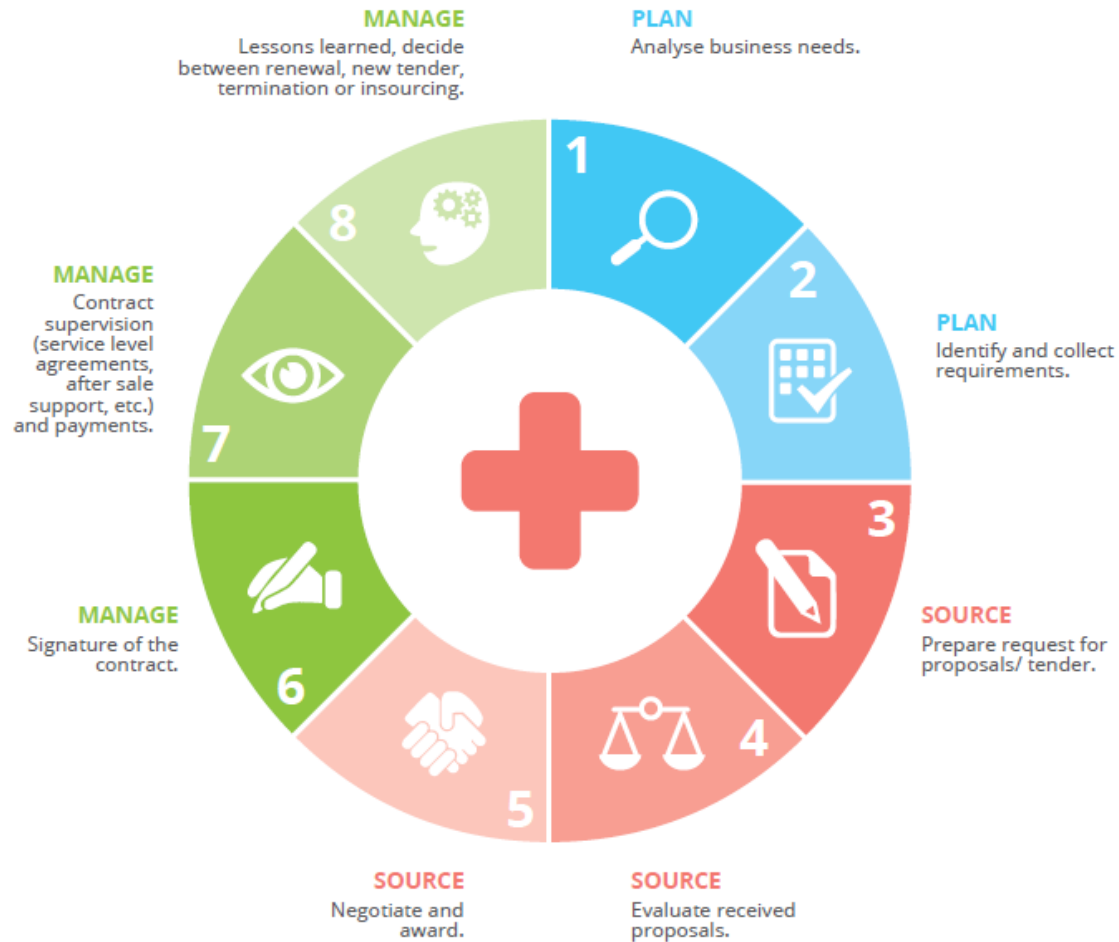 PLAN
Analyse business needs.
1
2
PLAN
Identify and collect
requirements.
3
SOURCE
Prepare request for
proposals/ tender.
4
SOURCE
Evaluate received
proposals.
5
SOURCE
Negotiate and
award.
6
MANAGE
Signature of the
contract.
7
MANAGE
Contract
supervision
(service level
agreements,
after sale
support, etc.)
and payments.
8
MANAGE
Lessons learned, decide
between renewal, new tender,
termination or insourcing.